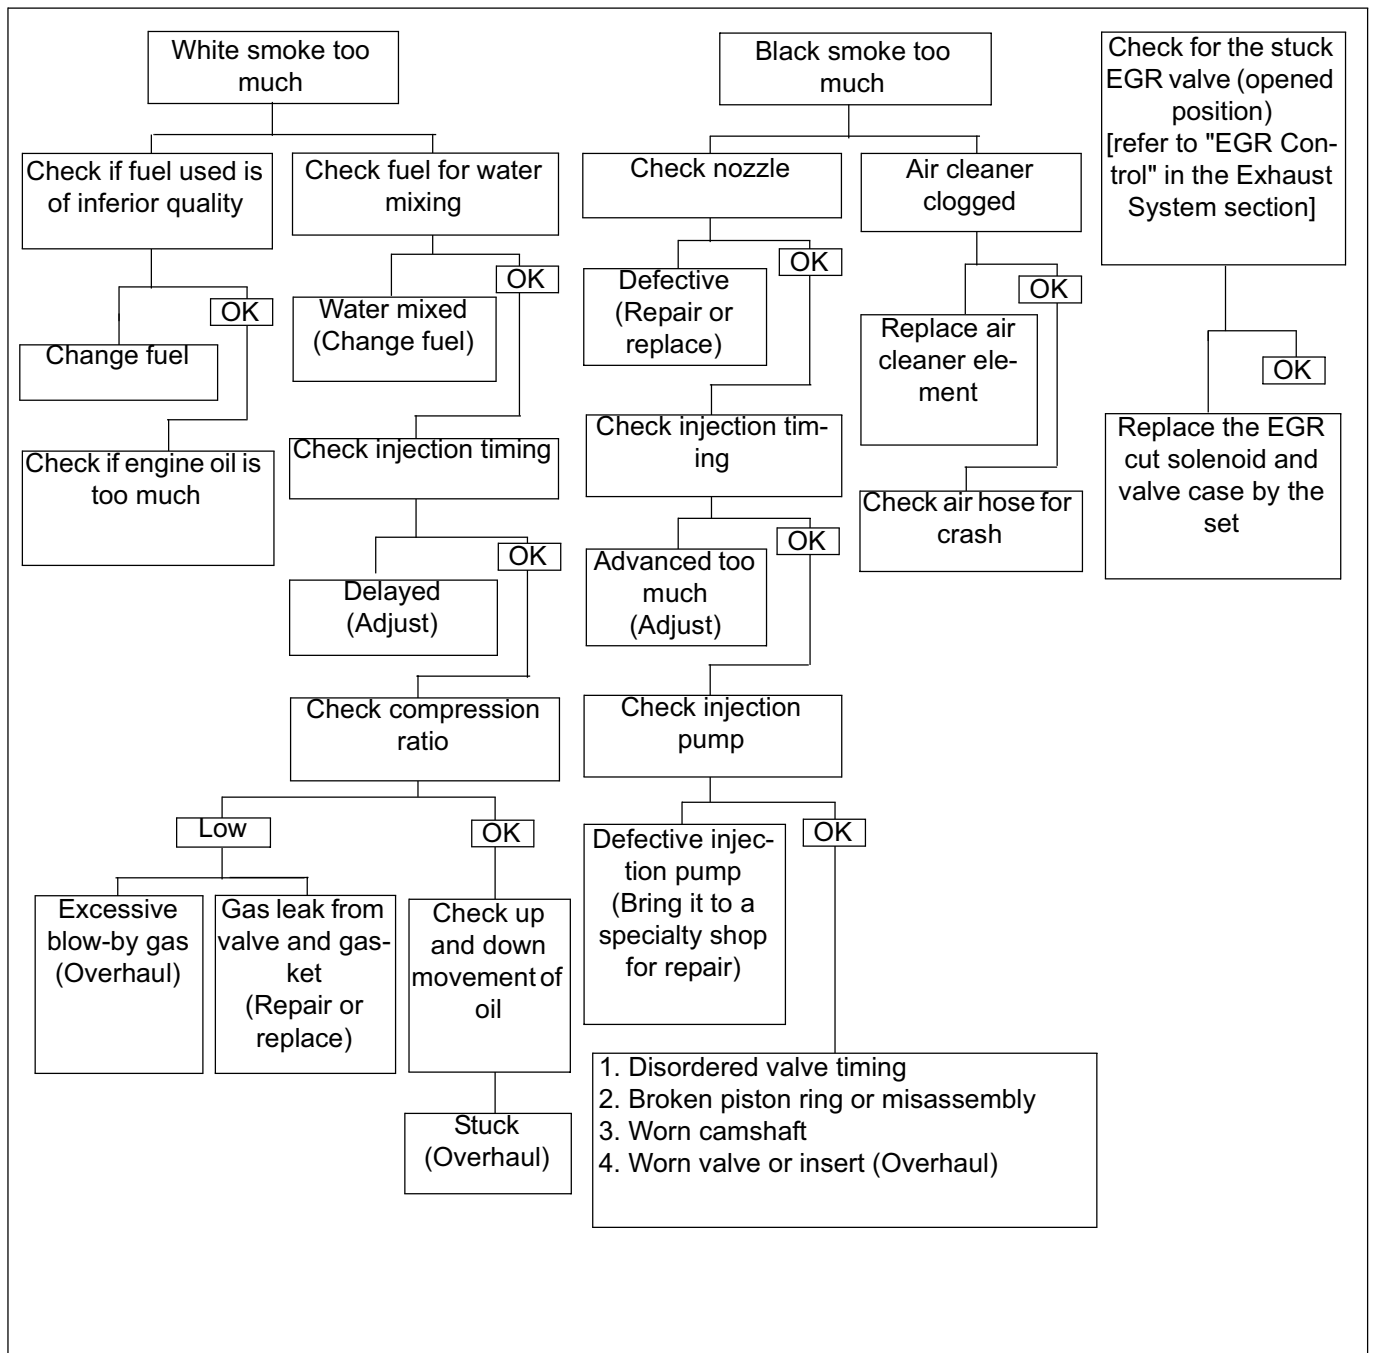 White smoke too
much
Black smoke too
much
Check for the stuck
EGR valve (opened
position)
[refer to "EGR Con-
trol" in the Exhaust
System section]
Check if fuel used is
of inferior quality
Check fuel for water
mixing
Check nozzle
Air cleaner
clogged
OK
Change fuel
OK
Water mixed
(Change fuel)
OK
Defective
(Repair or
replace)
OK
Replace air
cleaner ele-
ment
OK
Replace the EGR
cut solenoid and
valve case by the
set
Check if engine oil is
too much
Check injection timing
Check injection tim-
ing
Check air hose for
crash
OK
Delayed
(Adjust)
OK
Advanced too
much
(Adjust)
Check compression
ratio
Check injection
pump
Low
OK
Defective injec-
tion pump
(Bring it to a
specialty shop
for repair)
OK
Excessive
blow-by gas
(Overhaul)
Gas leak from
valve and gas-
ket
(Repair or
replace)
Check up
and down
movement of
oil
Stuck
(Overhaul)
1. Disordered valve timing
2. Broken piston ring or misassembly
3. Worn camshaft
4. Worn valve or insert (Overhaul)